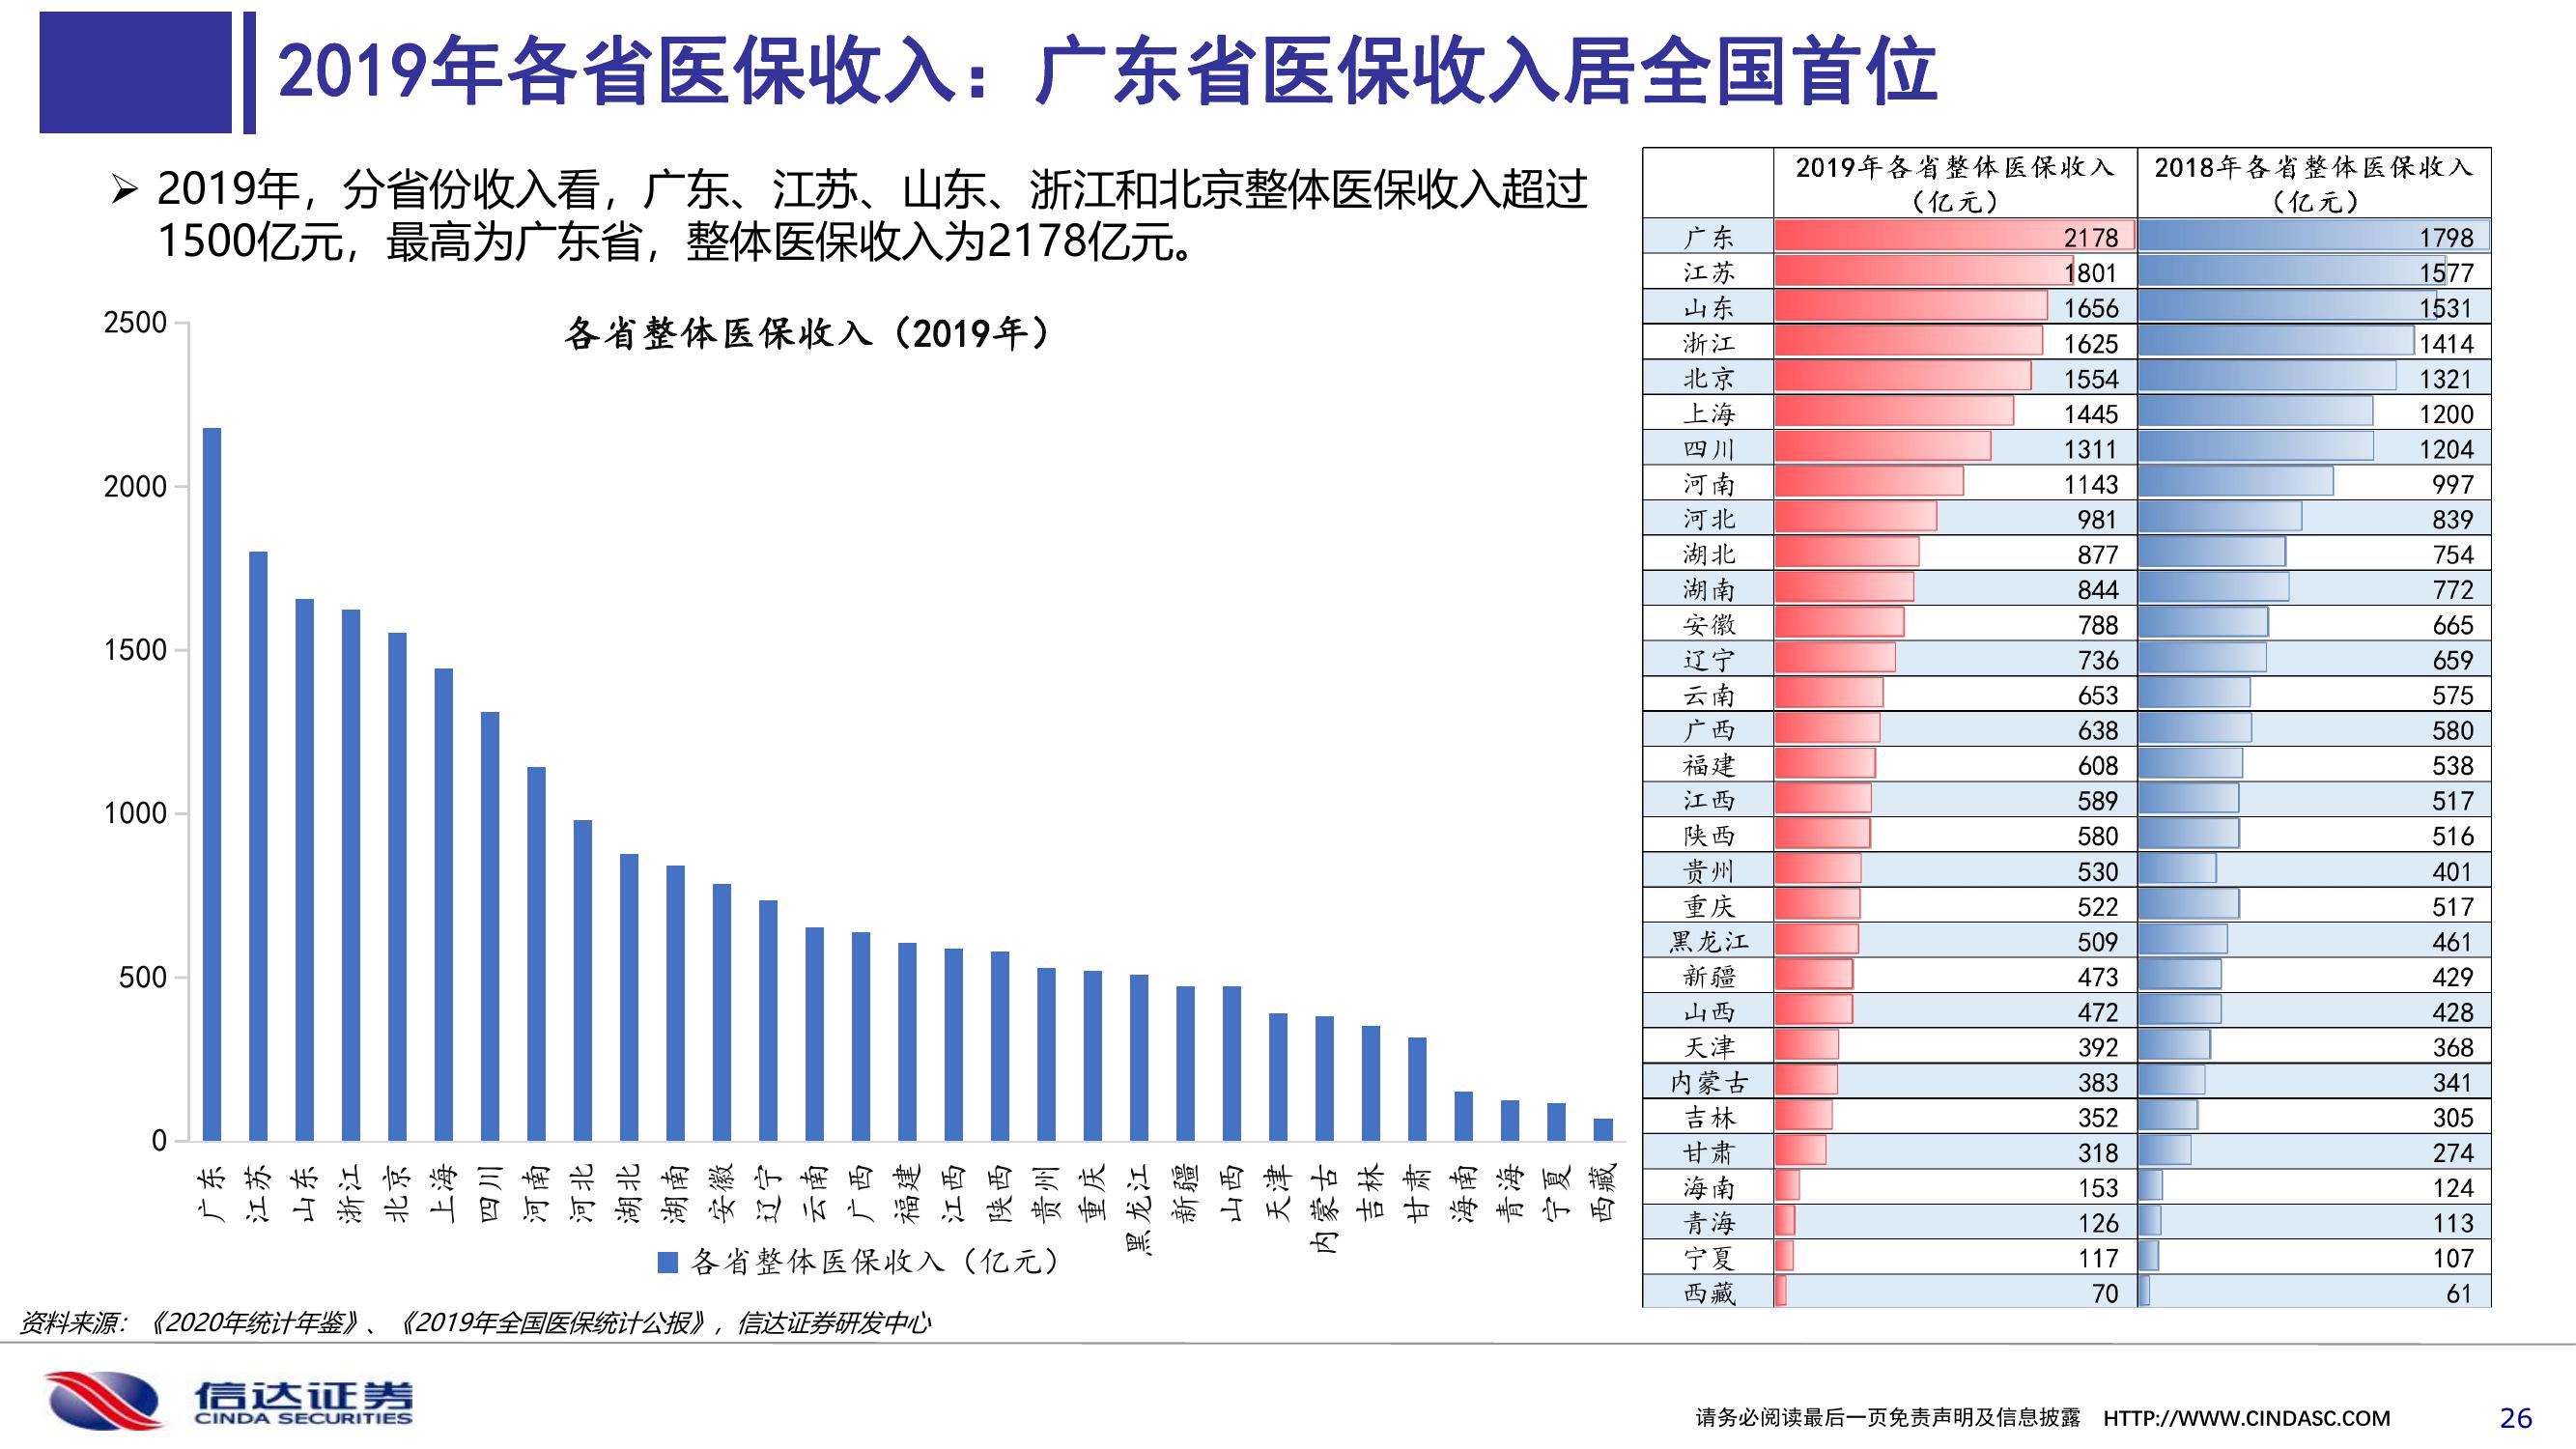 2019年各省医保收入：广东省医保收入居全国首位
➢ 2019年，分省份收入看，广东、江苏、山东、浙江和北京整体医保收入超过
1500亿元，最高为广东省，整体医保收入为2178亿元。
各省整体医保收入（2019年）
2500
2000
1500
1000
500
0
广东 江苏 山东 浙江 北京 上海 四川 河南 河北 湖北 湖南 安徽 辽宁 云南 广西 福建 江西 陕西 贵州 重庆 黑龙江 新疆 山西 天津 内蒙古 吉林 甘肃 海南 青海 宁夏 西藏
各省整体医保收入（亿元）
2019年各省整体医保收入（亿元） 2018年各省整体医保收入（亿元）
广东 2178 1798
江苏 1801 1577
山东 1656 1531
浙江 1625 1414
北京 1554 1321
上海 1445 1200
四川 1311 1204
河南 1143 997
河北 981 839
湖北 877 754
湖南 844 772
安徽 788 665
辽宁 736 659
云南 653 575
广西 638 580
福建 608 538
江西 589 517
陕西 580 516
贵州 530 401
重庆 522 517
黑龙江 509 461
新疆 473 429
山西 472 428
天津 392 368
内蒙古 383 341
吉林 352 305
甘肃 318 274
海南 153 124
青海 126 113
宁夏 117 107
西藏 70 61
资料来源：《2020年统计年鉴》、《2019年全国医保统计公报》，信达证券研发中心
信达证券
CINDA SECURITIES
请务必阅读最后一页免责声明及信息披露 HTTP://WWW.CINDASC.COM 26